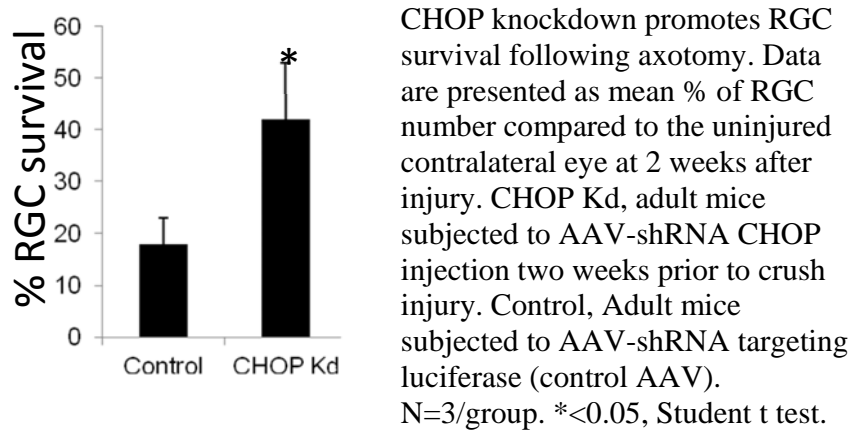 % RGC survival
60
50
40
30
20
10
0
*
Control
CHOP Kd
CHOP knockdown promotes RGC
survival following axotomy. Data
are presented as mean % of RGC
number compared to the uninjured
contralateral eye at 2 weeks after
injury. CHOP Kd, adult mice
subjected to AAV-shRNA CHOP
injection two weeks prior to crush
injury. Control, Adult mice
subjected to AAV-shRNA targeting
luciferase (control AAV).
N=3/group. *<0.05, Student t test.